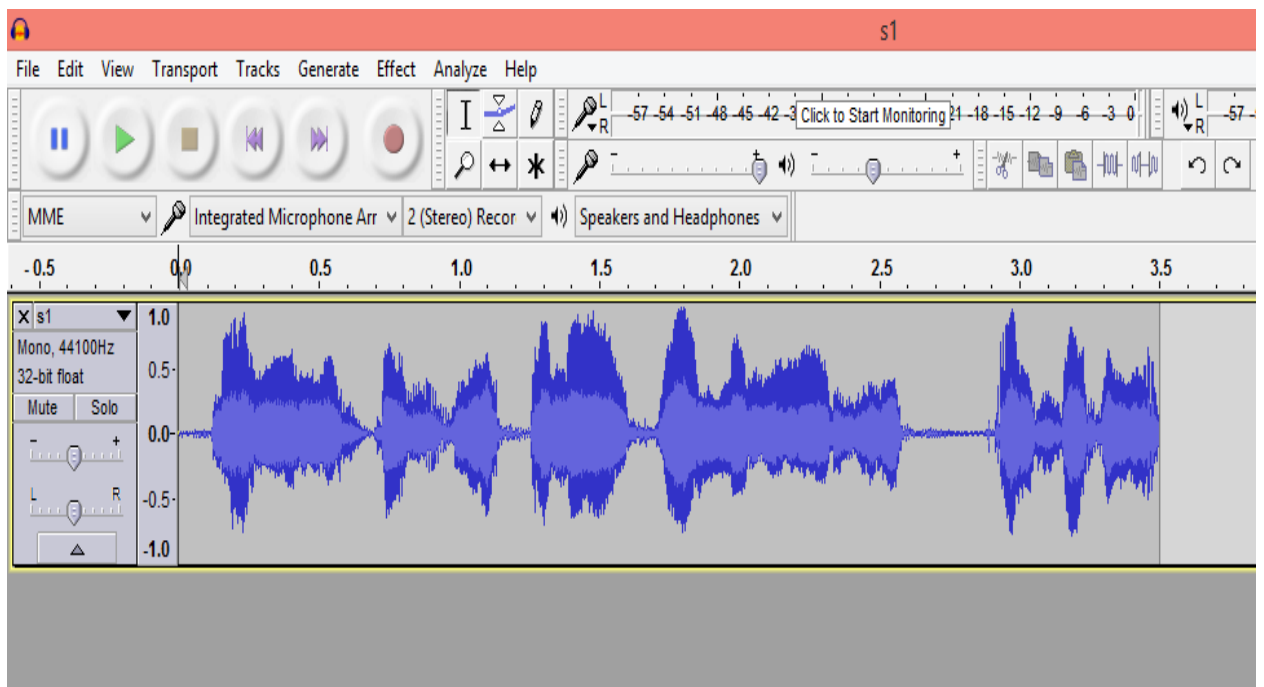 s1
File Edit View Transport Tracks Generate Effect Analyze Help
L R -57 -54 -51 -48 -45 -42 -3 Click to Start Monitoring 21 -18 -15 -12 -9 -6 -3 0 L R -57 -
- + - +
MME Integrated Microphone Arr 2 (Stereo) Recor Speakers and Headphones
- 0.5 0.0 0.5 1.0 1.5 2.0 2.5 3.0 3.5
X s1 1.0
Mono, 44100Hz
32-bit float 0.5-
Mute Solo
- + 0.0-
L R -0.5-
-1.0